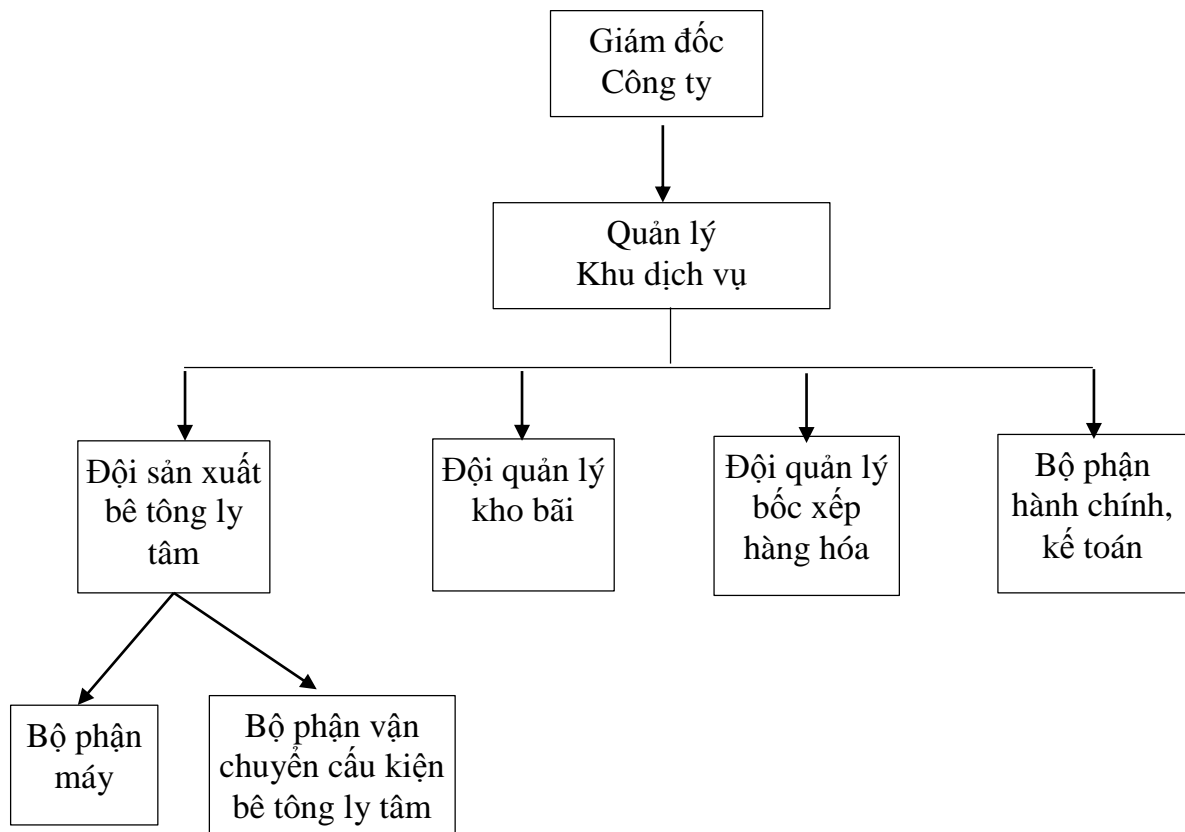 Giám đốc
Công ty
Quản lý
Khu dịch vụ
Đội sản xuất
bê tông ly
tâm
Đội quản lý
kho bãi
Đội quản lý
bốc xếp
hàng hóa
Bộ phận
hành chính,
kế toán
Bộ phận
máy
Bộ phận vận
chuyển cấu kiện
bê tông ly tâm